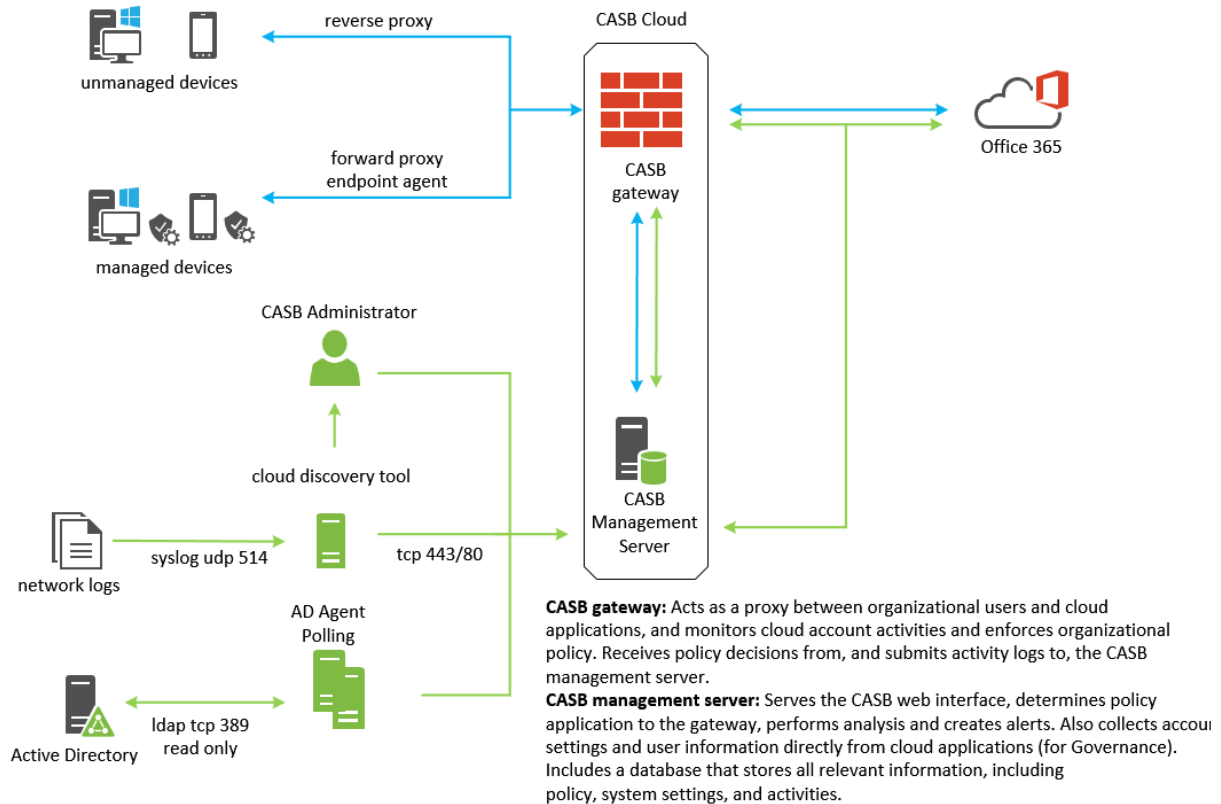 reverse proxy
CASB Cloud
unmanaged devices
forward proxy
endpoint agent
CASB
gateway
Office 365
managed devices
CASB Administrator
cloud discovery tool
CASB
Management
Server
syslog udp 514
tcp 443/80
network logs
AD Agent
Polling
ldap tcp 389
read only
Active Directory
CASB gateway: Acts as a proxy between organizational users and cloud
applications, and monitors cloud account activities and enforces organizational
policy. Receives policy decisions from, and submits activity logs to, the CASB
management server.
CASB management server: Serves the CASB web interface, determines policy
application to the gateway, performs analysis and creates alerts. Also collects accoun
settings and user information directly from cloud applications (for Governance).
Includes a database that stores all relevant information, including
policy, system settings, and activities.